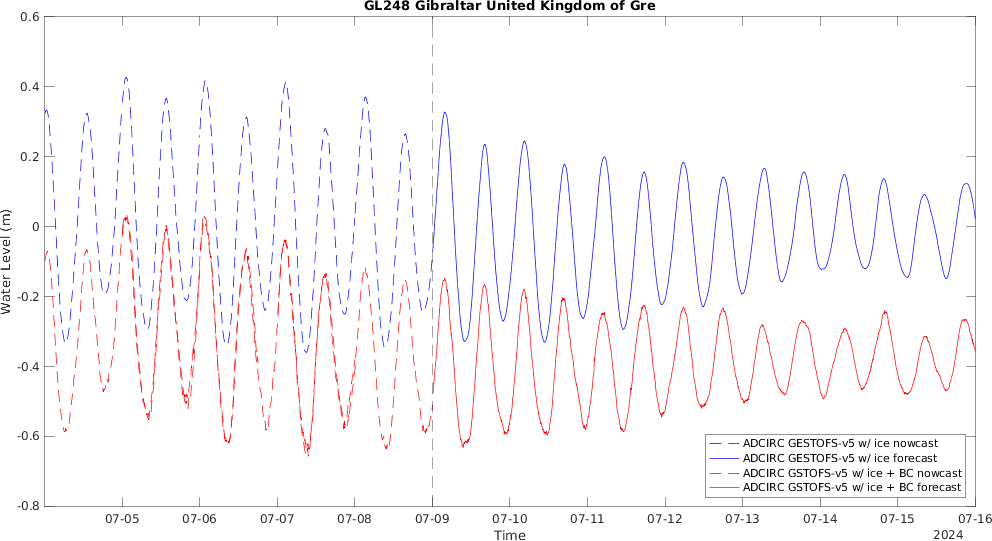 GL248 Gibraltar United Kingdom of Gre
0.6
0.4
0.2
0
-0.2
-0.4
-0.6
-0.8
Water Level (m)
ADCIRC GESTOFS-v5 w/ ice nowcast
ADCIRC GESTOFS-v5 w/ ice forecast
ADCIRC GSTOFS-v5 w/ ice + BC nowcast
ADCIRC GSTOFS-v5 w/ ice + BC forecast
07-05 07-06 07-07 07-08 07-09 07-10 07-11 07-12 07-13 07-14 07-15 07-16
Time
2024